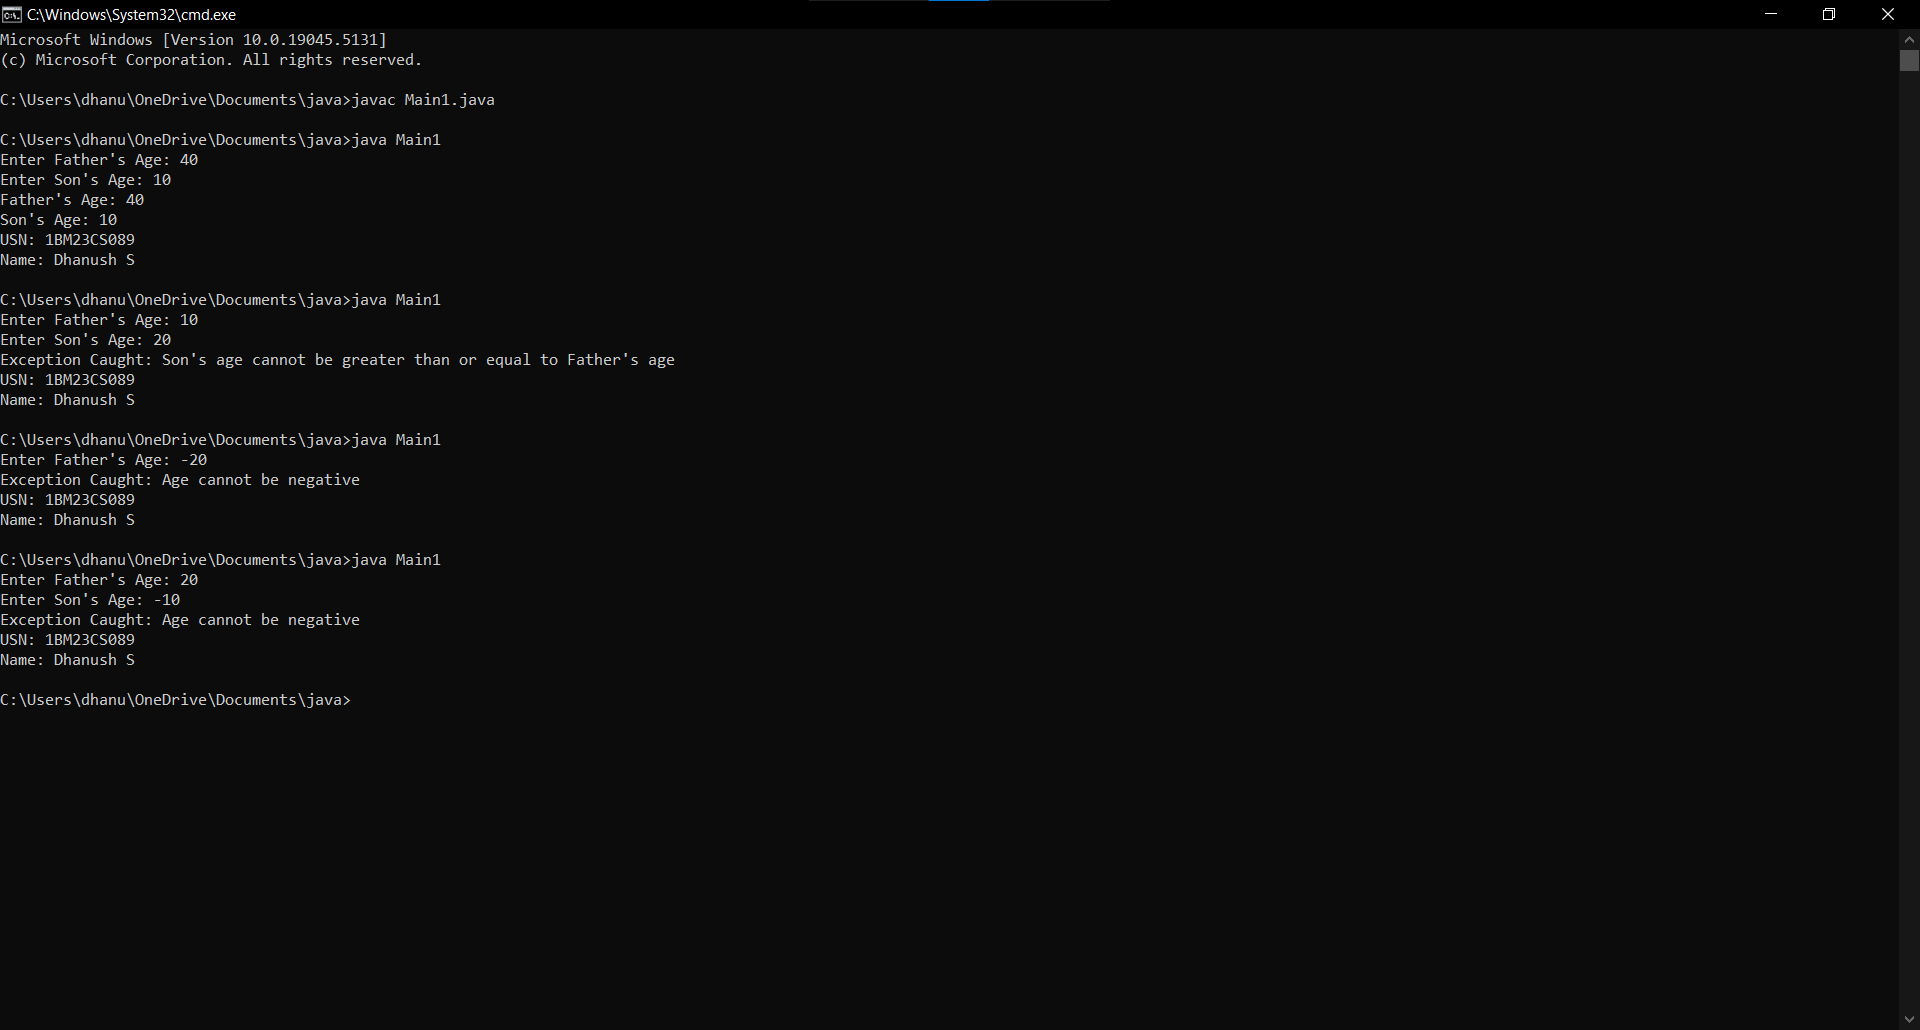 C:\Windows\System32\cmd.exe
Microsoft Windows [Version 10.0.19045.5131]
(c) Microsoft Corporation. All rights reserved.
C:\Users\dhanu\OneDrive\Documents\java>javac Main1.java
C:\Users\dhanu\OneDrive\Documents\java>java Main1
Enter Father's Age: 40
Enter Son's Age: 10
Father's Age: 40
Son's Age: 10
USN: 1BM23CS089
Name: Dhanush S
C:\Users\dhanu\OneDrive\Documents\java>java Main1
Enter Father's Age: 10
Enter Son's Age: 20
Exception Caught: Son's age cannot be greater than or equal to Father's age
USN: 1BM23CS089
Name: Dhanush S
C:\Users\dhanu\OneDrive\Documents\java>java Main1
Enter Father's Age: -20
Exception Caught: Age cannot be negative
USN: 1BM23CS089
Name: Dhanush S
C:\Users\dhanu\OneDrive\Documents\java>java Main1
Enter Father's Age: 20
Enter Son's Age: -10
Exception Caught: Age cannot be negative
USN: 1BM23CS089
Name: Dhanush S
C:\Users\dhanu\OneDrive\Documents\java>